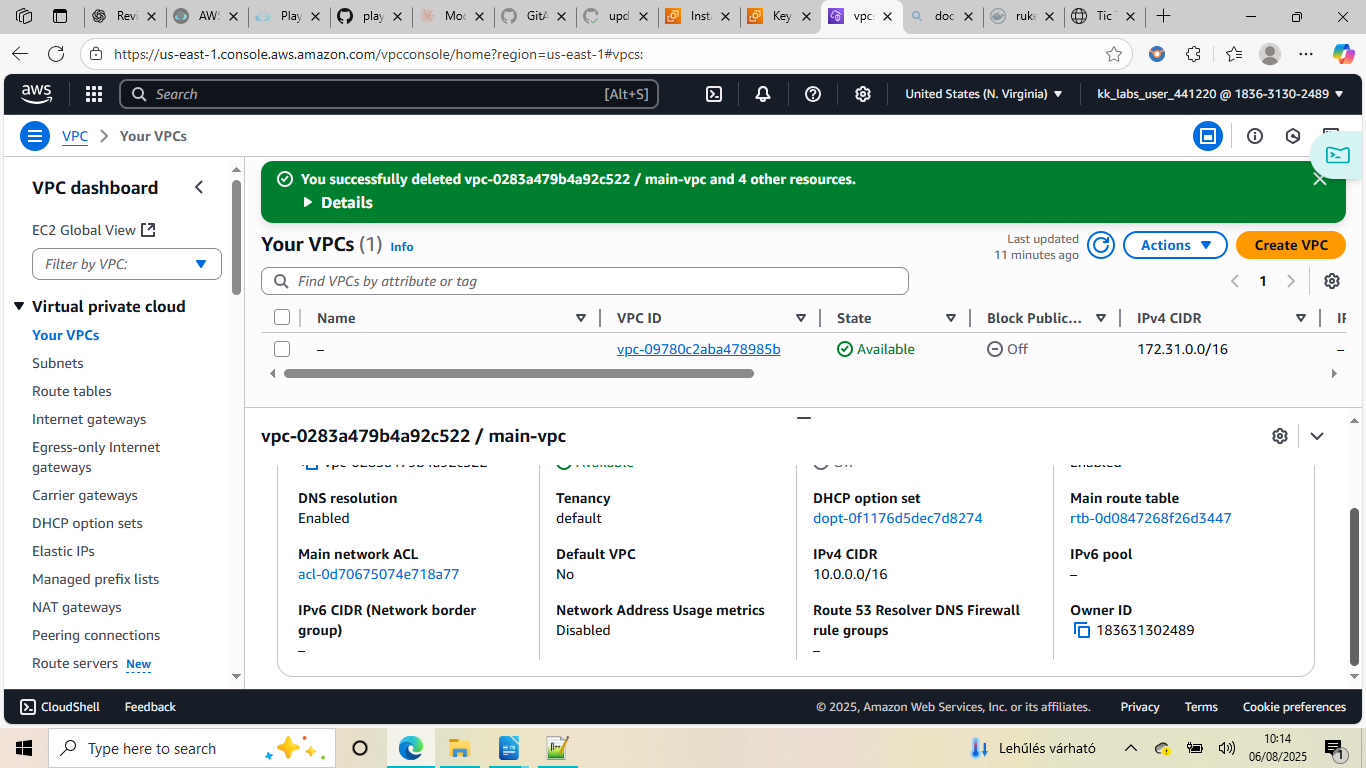 Revi
AWS
Play
play
Moc
GitA
upd
Insta
Key
vpcs
doc
ruke
Tic T
https://us-east-1.console.aws.amazon.com/vpcconsole/home?region=us-east-1#vpcs:
aws
Search
[Alt+S]
United States (N. Virginia)
kk_labs_user_441220 @ 1836-3130-2489
VPC
Your VPCs
VPC dashboard
EC2 Global View
Filter by VPC:
Virtual private cloud
Your VPCs
Subnets
Route tables
Internet gateways
Egress-only Internet
gateways
Carrier gateways
DHCP option sets
Elastic IPs
Managed prefix lists
NAT gateways
Peering connections
Route servers New
You successfully deleted vpc-0283a479b4a92c522 / main-vpc and 4 other resources.
Details
Your VPCs (1) Info
Last updated
11 minutes ago
Actions
Create VPC
Find VPCs by attribute or tag
1
Name
VPC ID
State
Block Public...
IPv4 CIDR
IP
–
vpc-09780c2aba478985b
Available
Off
172.31.0.0/16
–
vpc-0283a479b4a92c522 / main-vpc
vpc-0283a479b4a92c522
Available
Off
Enabled
DNS resolution
Enabled
Tenancy
default
DHCP option set
dopt-0f1176d5dec7d8274
Main route table
rtb-0d0847268f26d3447
Main network ACL
acl-0d70675074e718a77
Default VPC
No
IPv4 CIDR
10.0.0.0/16
IPv6 pool
–
IPv6 CIDR (Network border
group)
–
Network Address Usage metrics
Disabled
Route 53 Resolver DNS Firewall
rule groups
–
Owner ID
183631302489
CloudShell
Feedback
© 2025, Amazon Web Services, Inc. or its affiliates.
Privacy
Terms
Cookie preferences
Type here to search
Lehűlés várható
10:14
06/08/2025
1